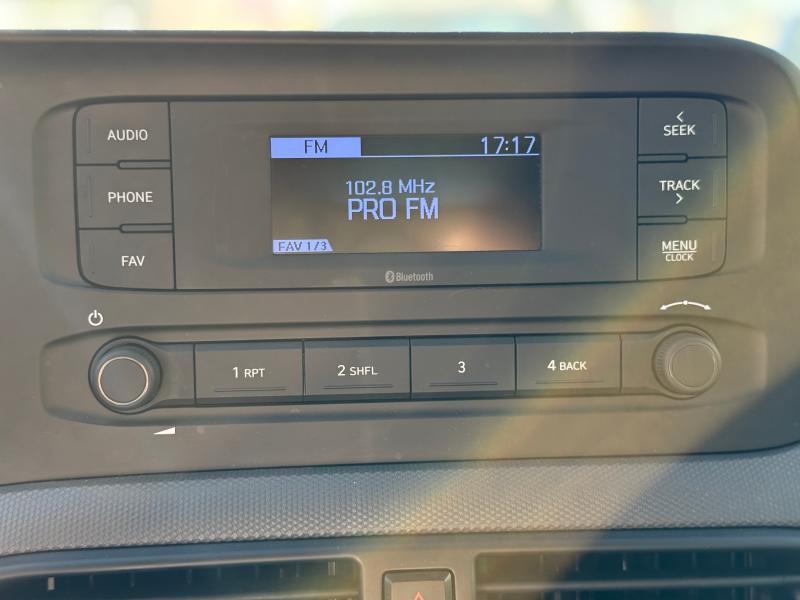 AUDIO
PHONE
FAV
FM 17:17
102.8 MHz
PRO FM
FAV 1/3
Bluetooth
< SEEK
TRACK >
MENU
CLOCK
1 RPT
2 SHFL
3
4 BACK